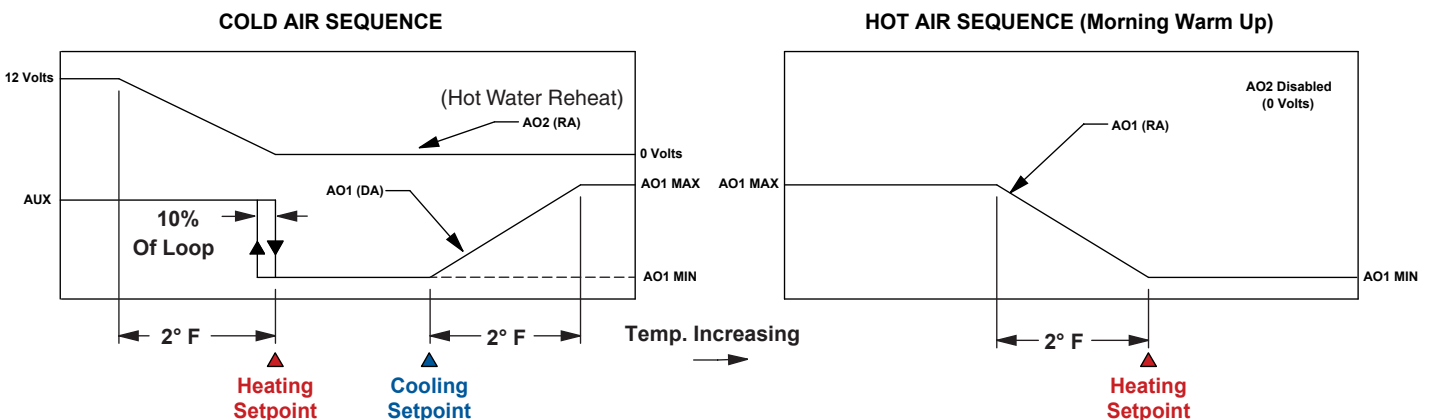 COLD AIR SEQUENCE
12 Volts
(Hot Water Reheat)
AO2 (RA)
0 Volts
AUX
AO1 (DA)
AO1 MAX
10%
Of Loop
AO1 MIN
2° F
2° F
Heating
Setpoint
Cooling
Setpoint
Temp. Increasing
HOT AIR SEQUENCE (Morning Warm Up)
AO2 Disabled
(0 Volts)
AO1 (RA)
AO1 MAX
AO1 MIN
2° F
Heating
Setpoint